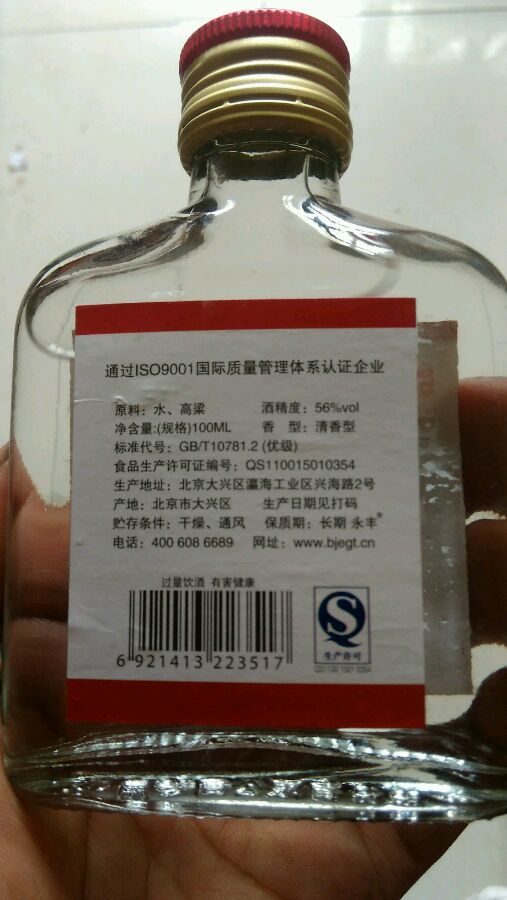 通过ISO9001国际质量管理体系认证企业
原料：水、高粱 酒精度：56%vol
净含量:(规格)100ML 香 型：清香型
标准代号：GB/T10781.2 (优级)
食品生产许可证编号：QS110015010354
生产地址：北京大兴区瀛海工业区兴海路2号
产地：北京市大兴区 生产日期见打码
贮存条件：干燥、通风 保质期：长期 永丰®
电话：400 608 6689 网址：www.bjegt.cn
过量饮酒 有害健康
6 921413 223517
S
生产许可
QS1100 1501 0354